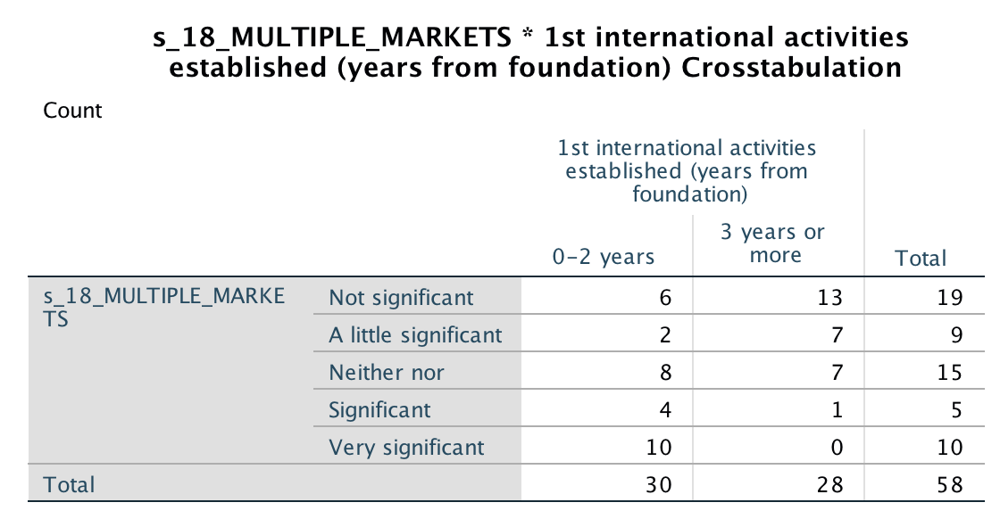 s_18_MULTIPLE_MARKETS * 1st international activities
established (years from foundation) Crosstabulation
Count
1st international activities
established (years from
foundation)
0-2 years
3 years or
more
Total
s_18_MULTIPLE_MARKE
TS
Not significant 6 13 19
A little significant 2 7 9
Neither nor 8 7 15
Significant 4 1 5
Very significant 10 0 10
Total 30 28 58